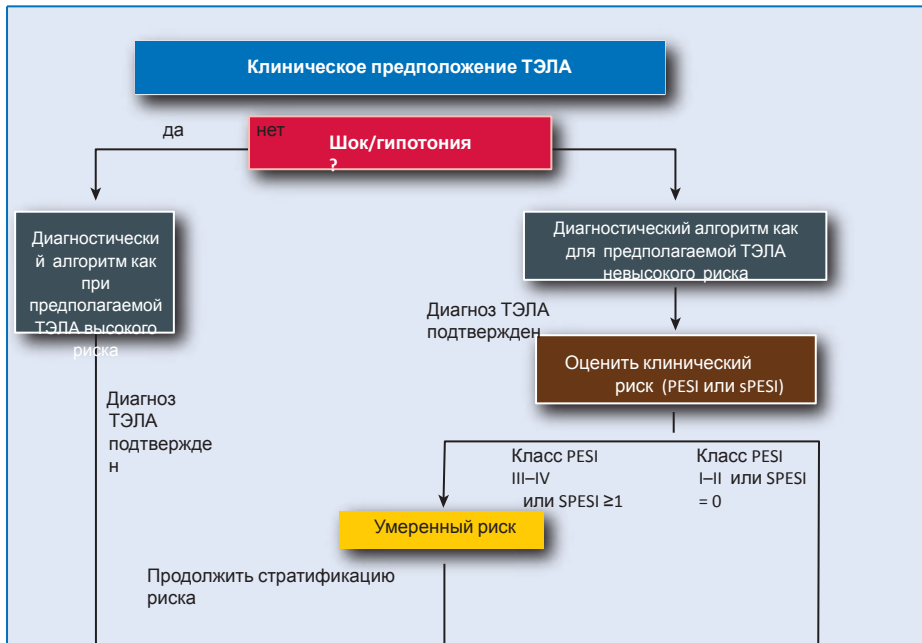 Клиническое предположение ТЭЛА
да
нет
Шок/гипотония
?
Диагностически
й алгоритм как
при
предполагаемой
ТЭЛА высокого
риска
Диагностический алгоритм как
для предполагаемой ТЭЛА
невысокого риска
Диагноз ТЭЛА
подтвержден
Оценить клинический
риск (PESI или sPESI)
Диагноз
ТЭЛА
подтвержде
н
Класс PESI
III–IV
или SPESI ≥1
Класс PESI
I–II или SPESI
= 0
Умеренный риск
Продолжить стратификацию
риска